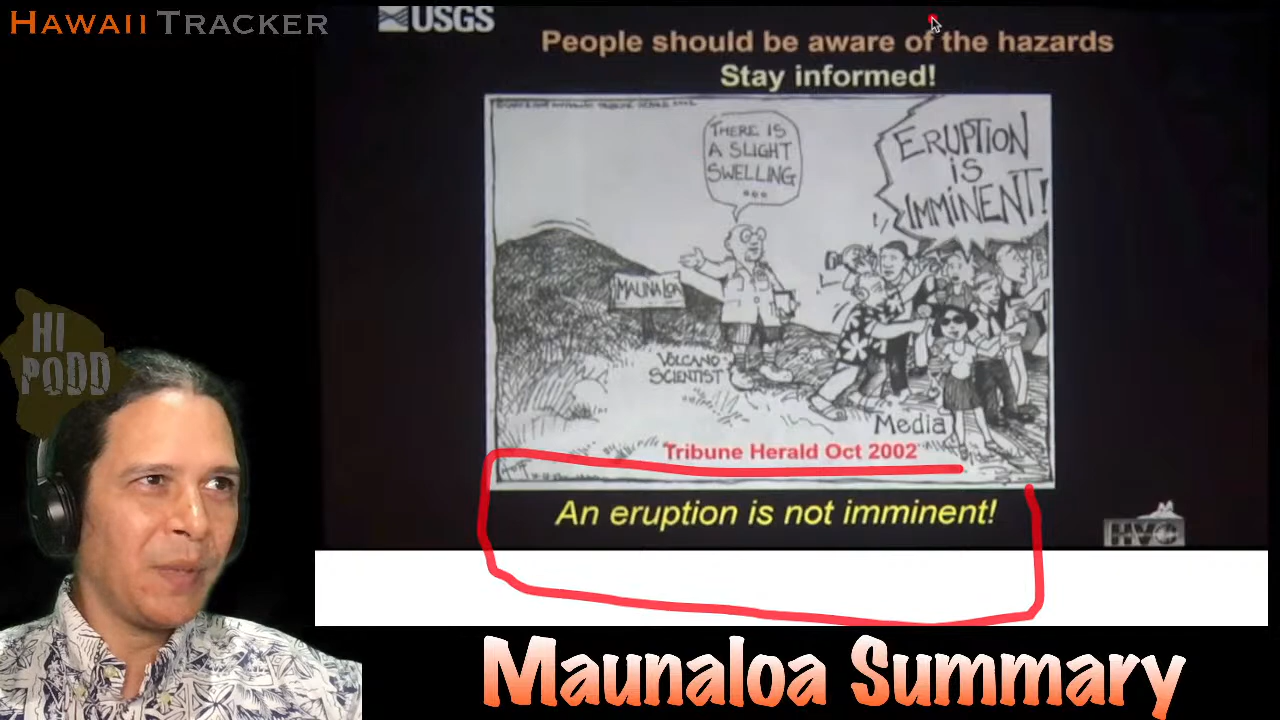 HAWAII TRACKER
USGS
People should be aware of the hazards
Stay informed!
THERE IS
A SLIGHT
SWELLING
...
ERUPTION
IS
IMMINENT!
MAUNA LOA
VOLCANO
SCIENTIST
Media
Tribune Herald Oct 2002
An eruption is not imminent!
HVO
HI
PODD
Maunaloa Summary